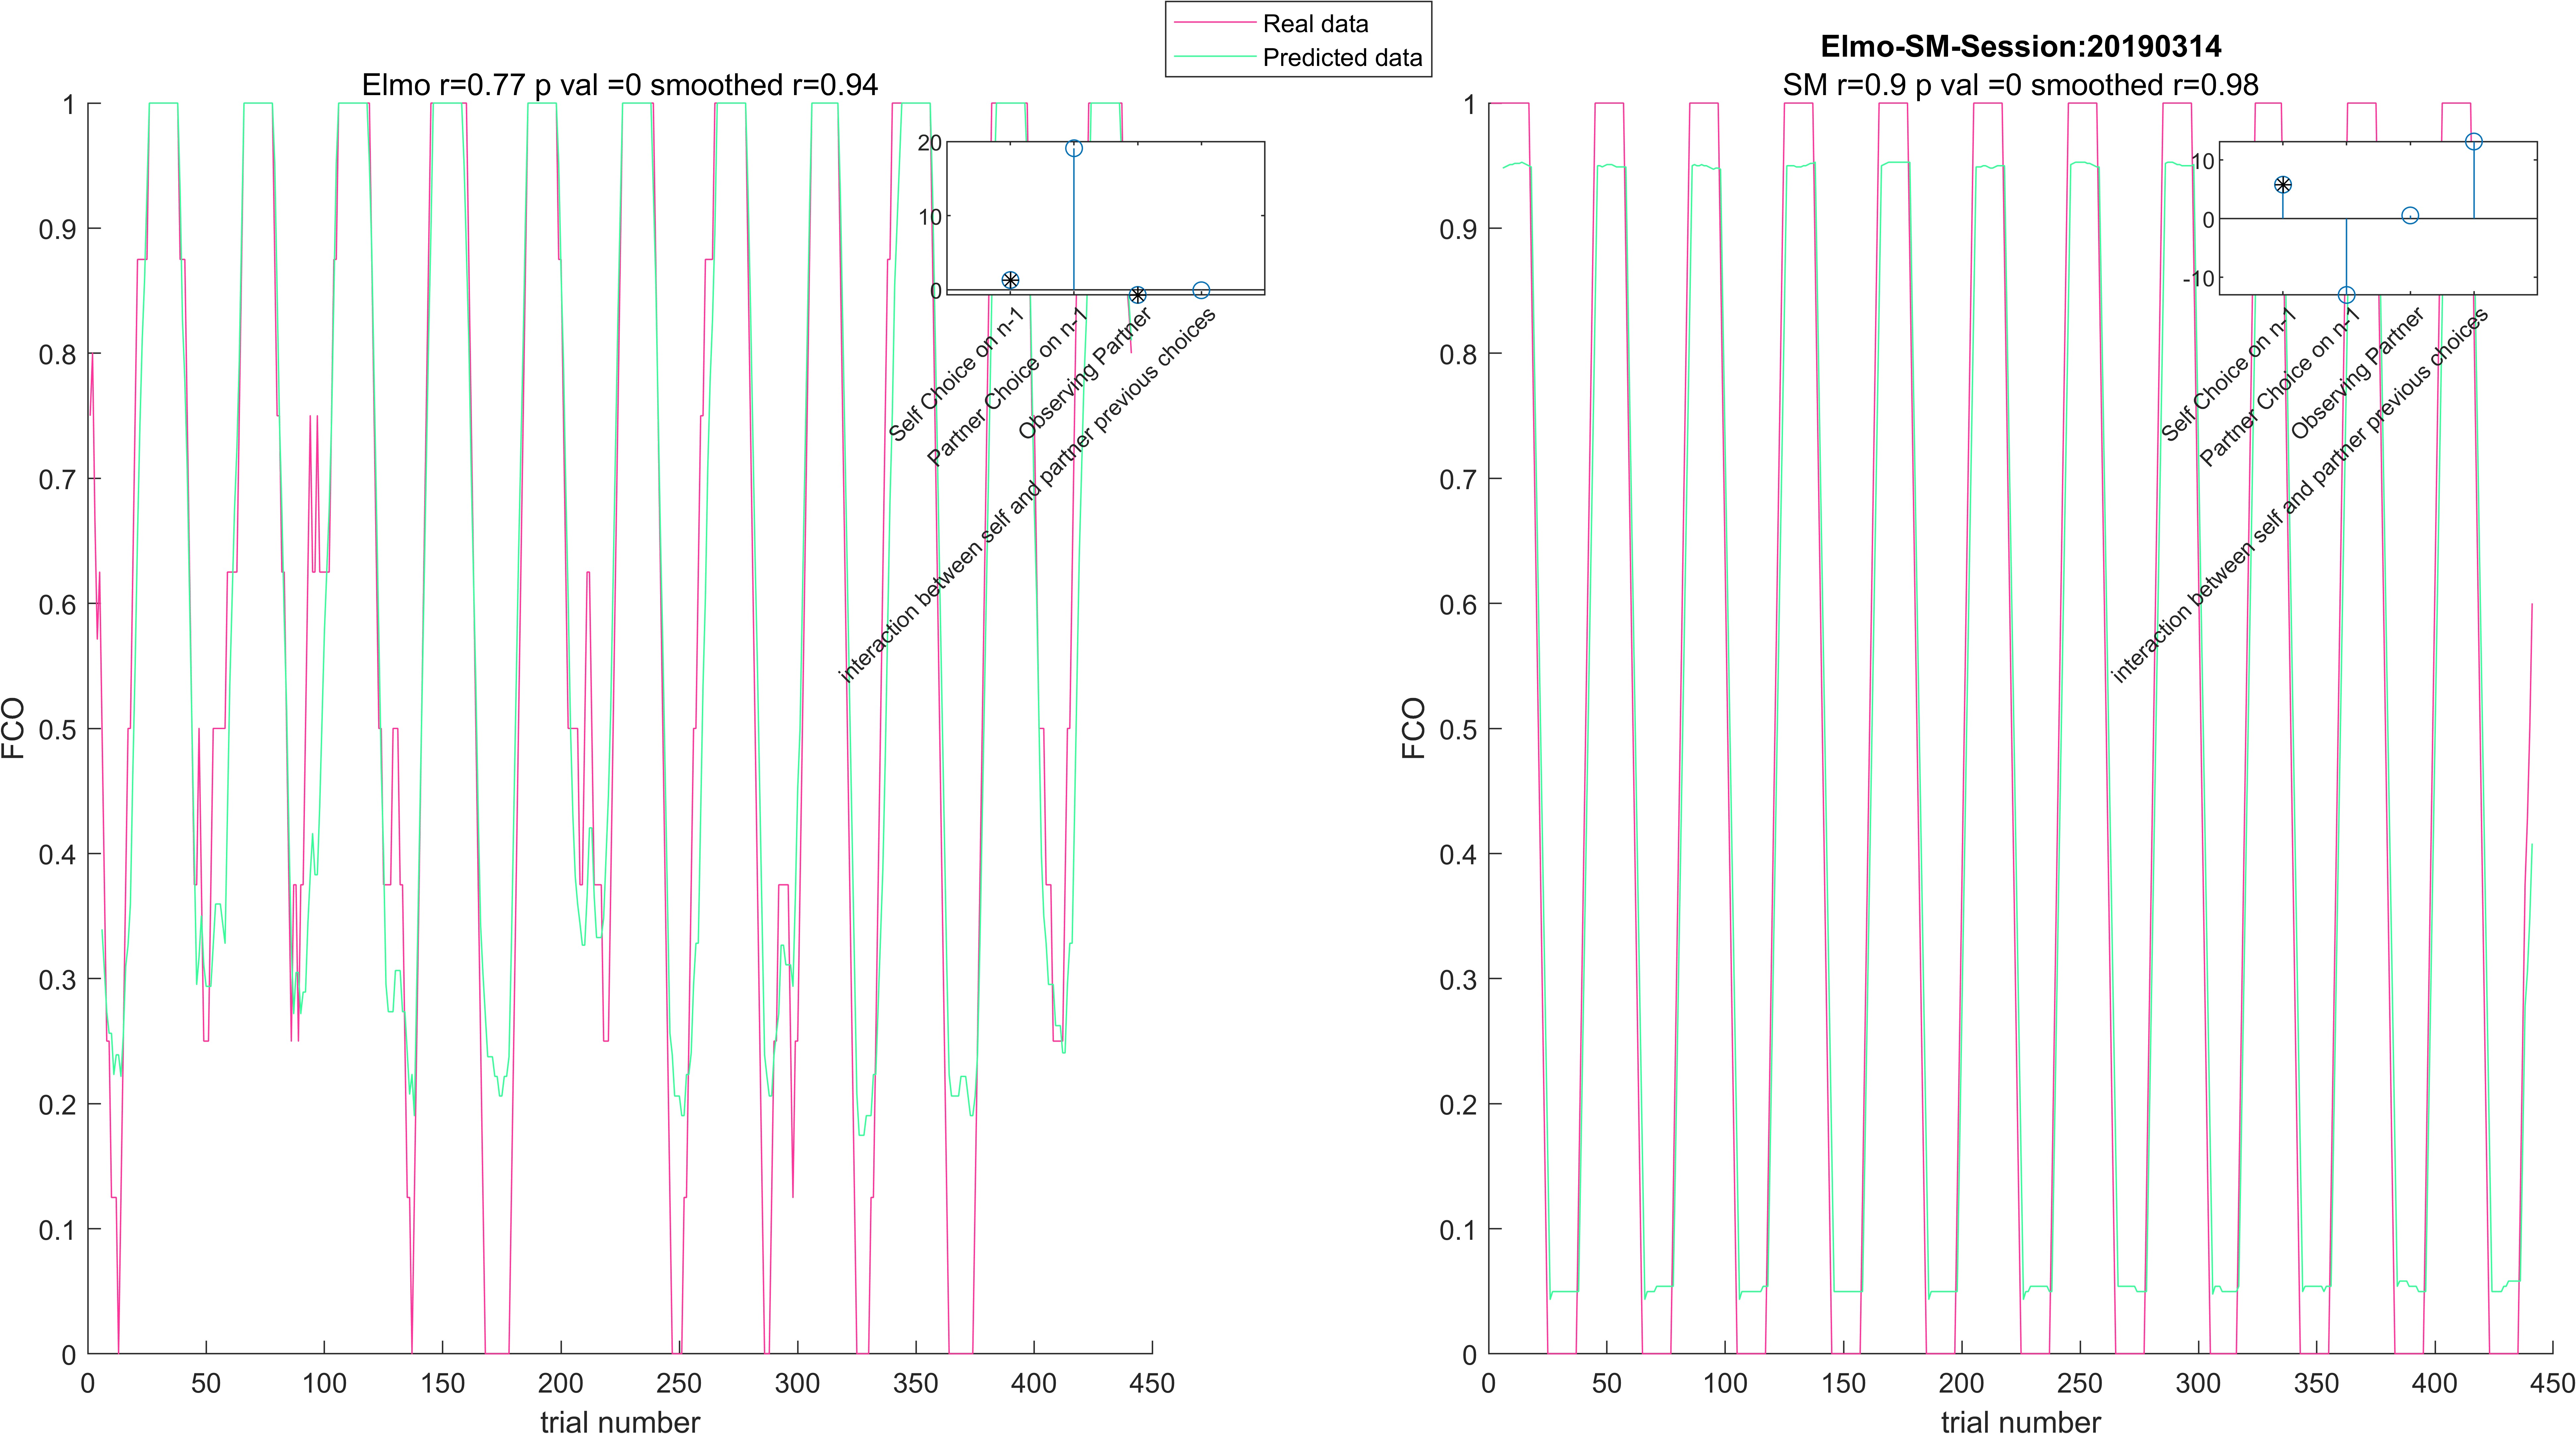 Real data
Predicted data
Elmo r=0.77 p val =0 smoothed r=0.94
1
0.9
0.8
0.7
0.6
0.5
0.4
0.3
0.2
0.1
0
FCO
0
50
100
150
200
250
300
350
400
450
trial number
20
10
0
Self Choice on n-1
Partner Choice on n-1
Observing Partner
interaction between self and partner previous choices
Elmo-SM-Session:20190314
SM r=0.9 p val =0 smoothed r=0.98
1
0.9
0.8
0.7
0.6
0.5
0.4
0.3
0.2
0.1
0
FCO
0
50
100
150
200
250
300
350
400
450
trial number
10
0
-10
Self Choice on n-1
Partner Choice on n-1
Observing Partner
interaction between self and partner previous choices